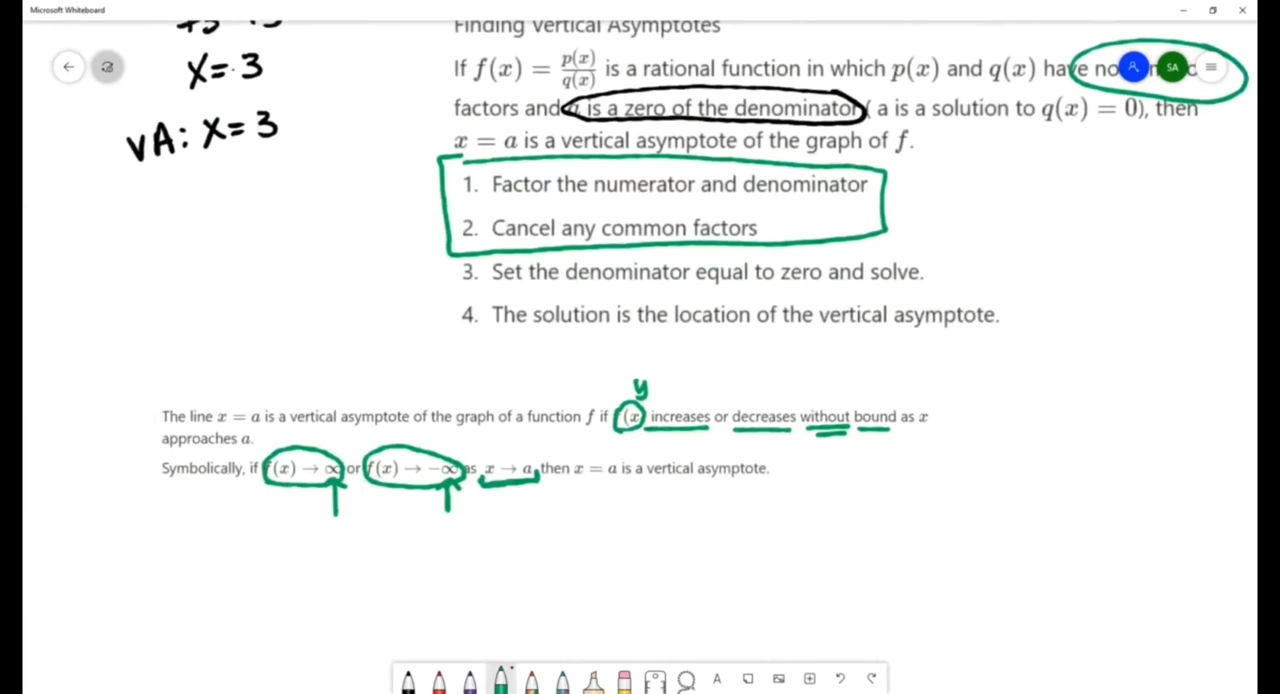 Microsoft Whiteboard
+3 +3
x = 3
VA: x = 3
Finding Vertical Asymptotes
If f(x) = p(x)/q(x) is a rational function in which p(x) and q(x) have no
factors and a is a zero of the denominator( a is a solution to q(x) = 0), then
x = a is a vertical asymptote of the graph of f.
1. Factor the numerator and denominator
2. Cancel any common factors
3. Set the denominator equal to zero and solve.
4. The solution is the location of the vertical asymptote.
y
The line x = a is a vertical asymptote of the graph of a function f if f(x) increases or decreases without bound as x
approaches a.
Symbolically, if f(x) → ∞ or f(x) → −∞ as x → a, then x = a is a vertical asymptote.
SA
A